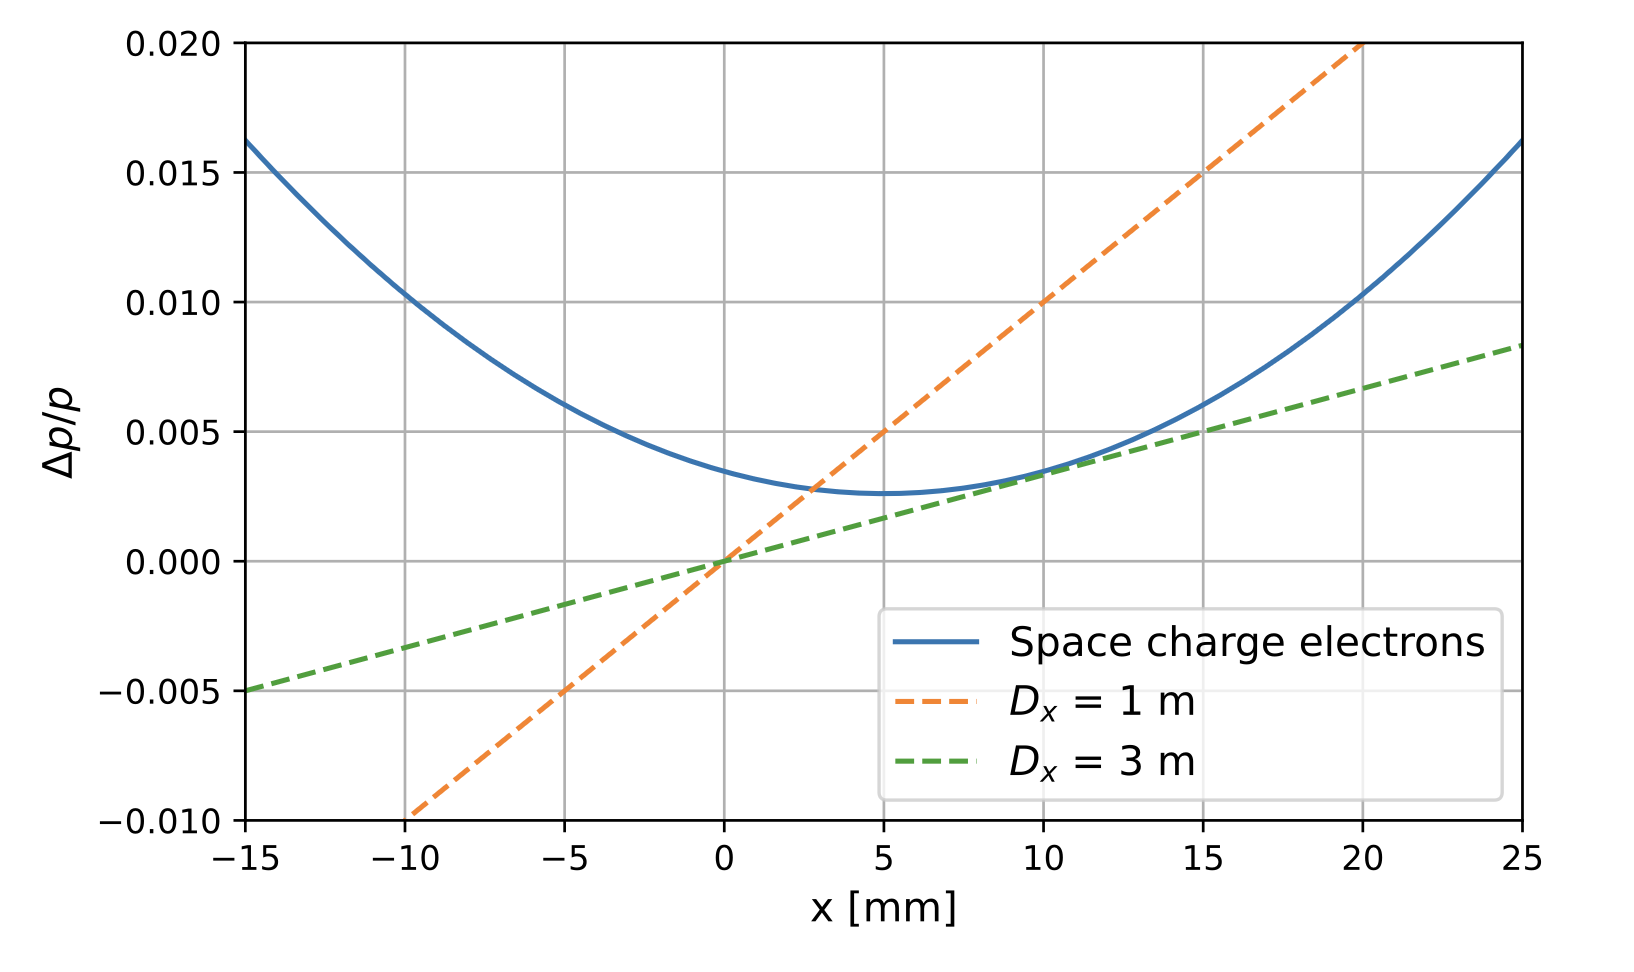 0.020
0.015
0.010
0.005
0.000
−0.005
−0.010
Δp/p
−15 −10 −5 0 5 10 15 20 25
x [mm]
Space charge electrons
Dₓ = 1 m
Dₓ = 3 m